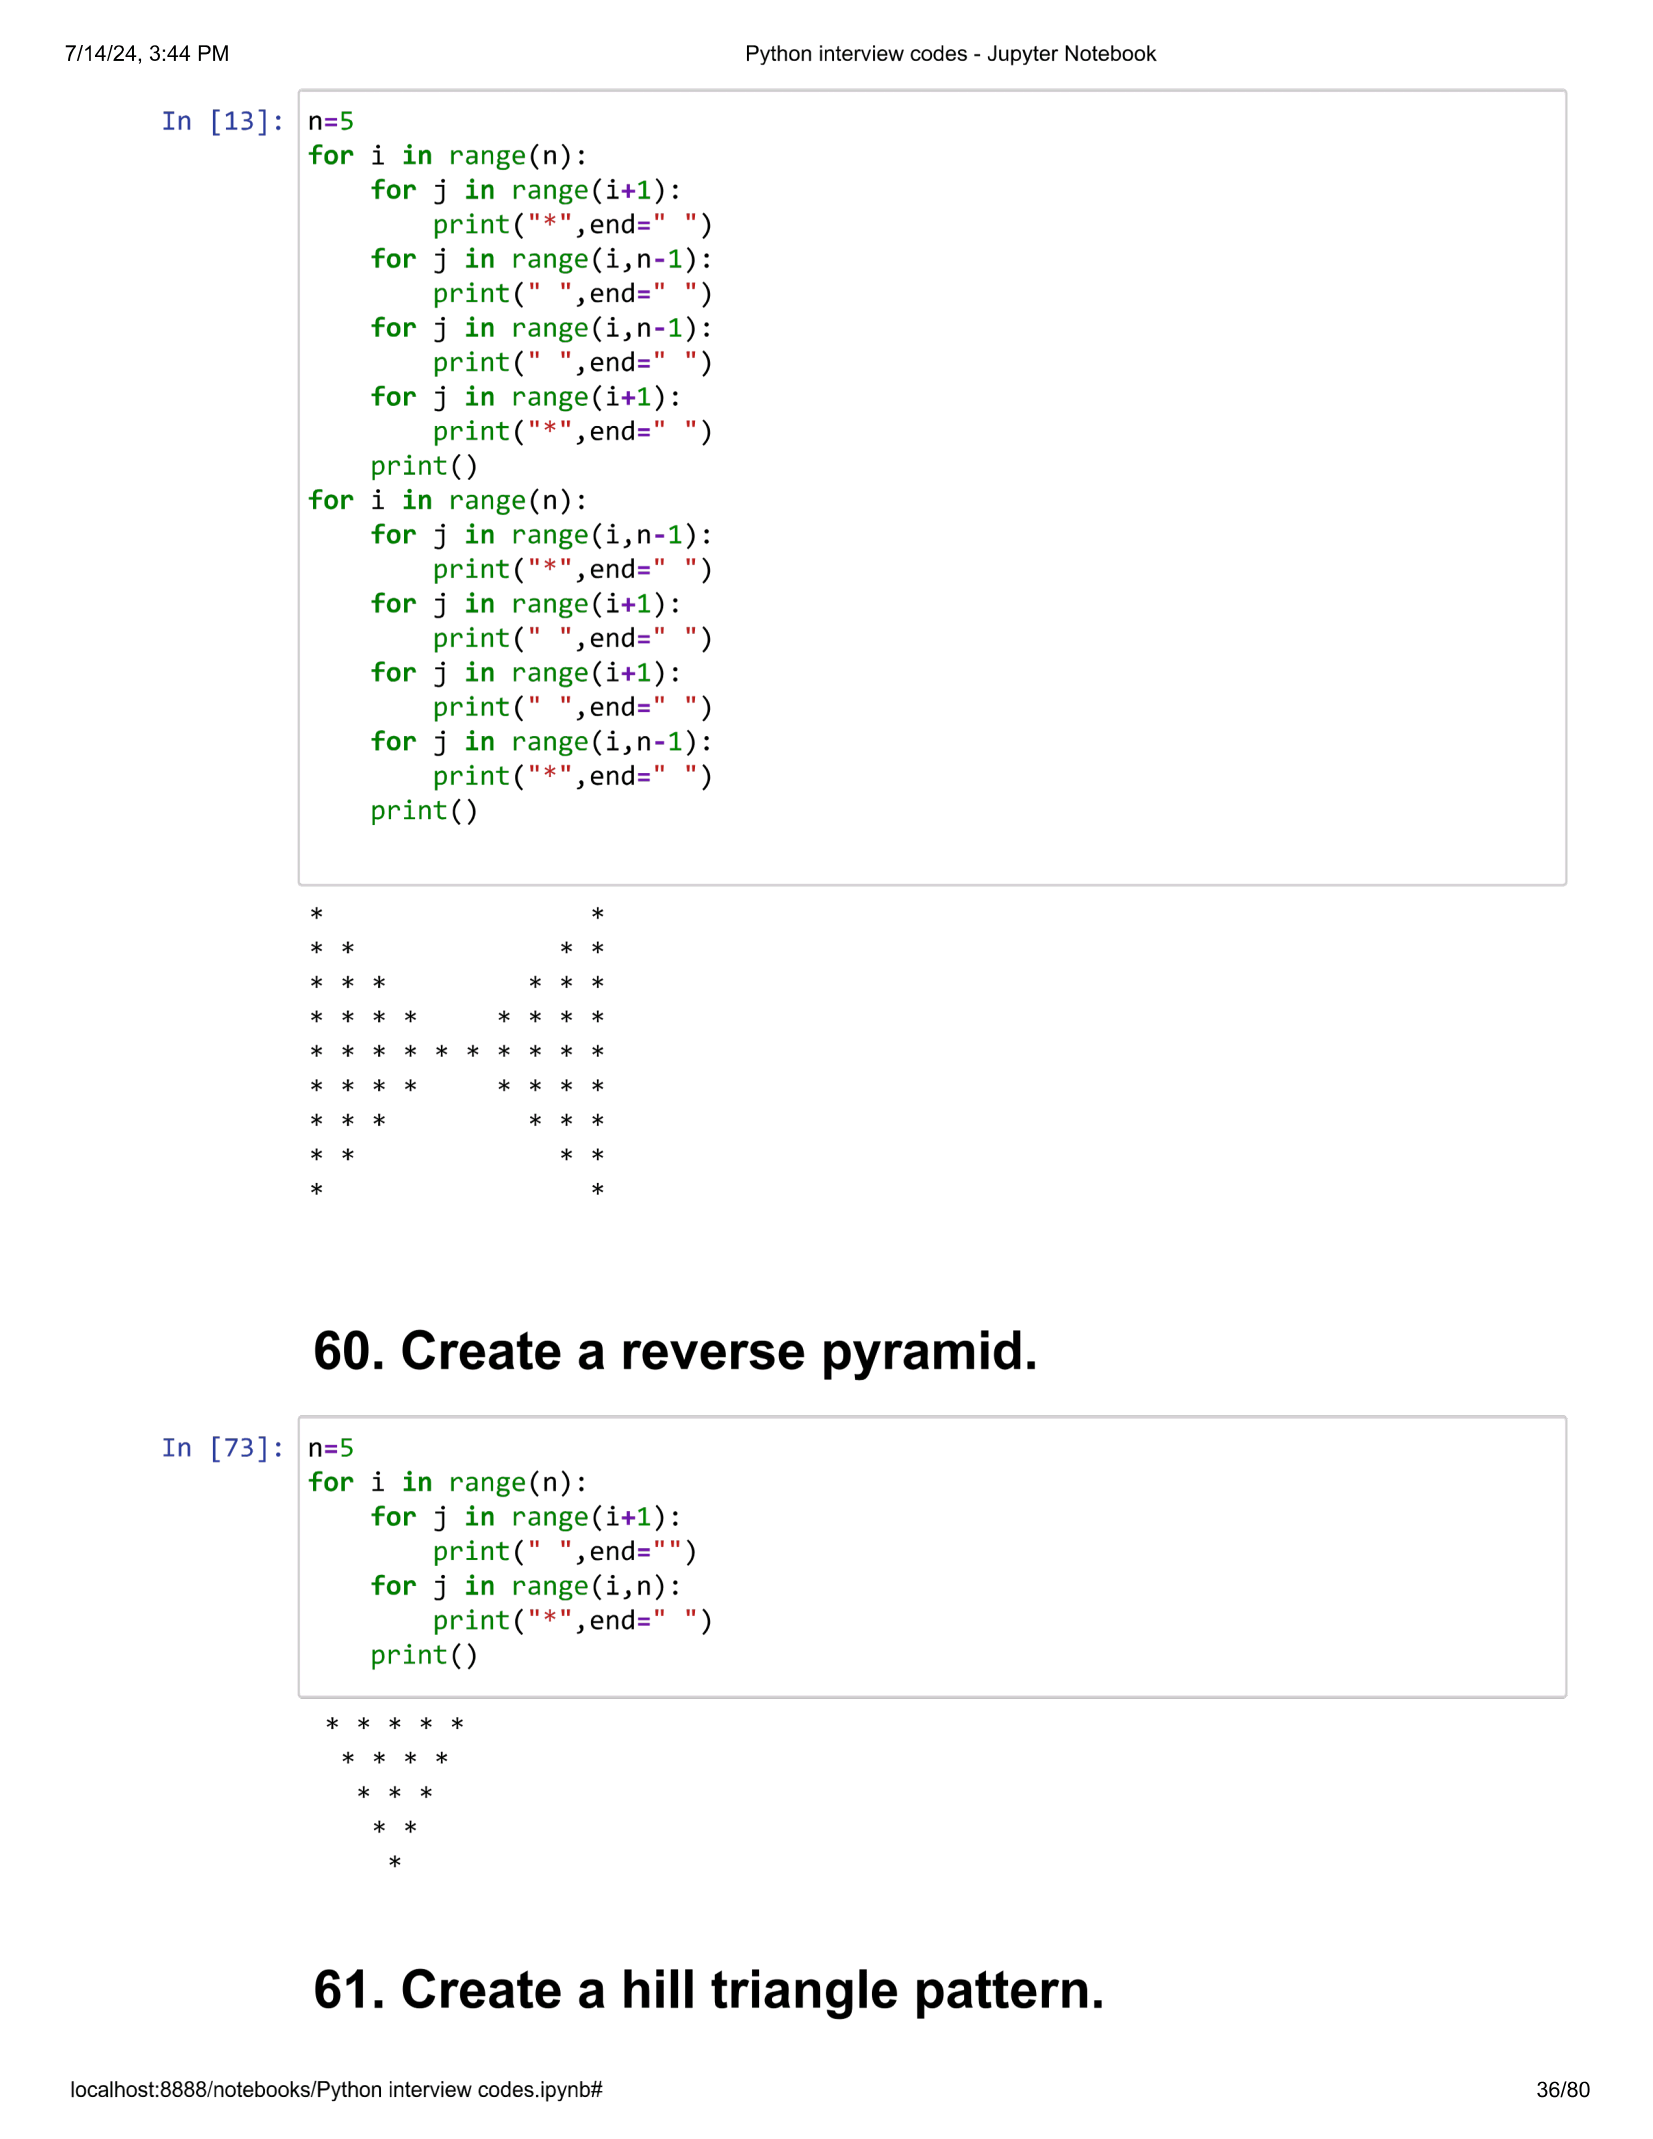 7/14/24, 3:44 PM Python interview codes - Jupyter Notebook
In [13]: n=5
for i in range(n):
    for j in range(i+1):
        print("*",end=" ")
    for j in range(i,n-1):
        print(" ",end=" ")
    for j in range(i,n-1):
        print(" ",end=" ")
    for j in range(i+1):
        print("*",end=" ")
    print()
for i in range(n):
    for j in range(i,n-1):
        print("*",end=" ")
    for j in range(i+1):
        print(" ",end=" ")
    for j in range(i+1):
        print(" ",end=" ")
    for j in range(i,n-1):
        print("*",end=" ")
    print()
*                 *
* *             * *
* * *         * * *
* * * *     * * * *
* * * * * * * * * *
* * * *     * * * *
* * *         * * *
* *             * *
*                 *
60. Create a reverse pyramid.
In [73]: n=5
for i in range(n):
    for j in range(i+1):
        print(" ",end="")
    for j in range(i,n):
        print("*",end=" ")
    print()
 * * * * *
  * * * *
   * * *
    * *
     *
61. Create a hill triangle pattern.
localhost:8888/notebooks/Python interview codes.ipynb# 36/80